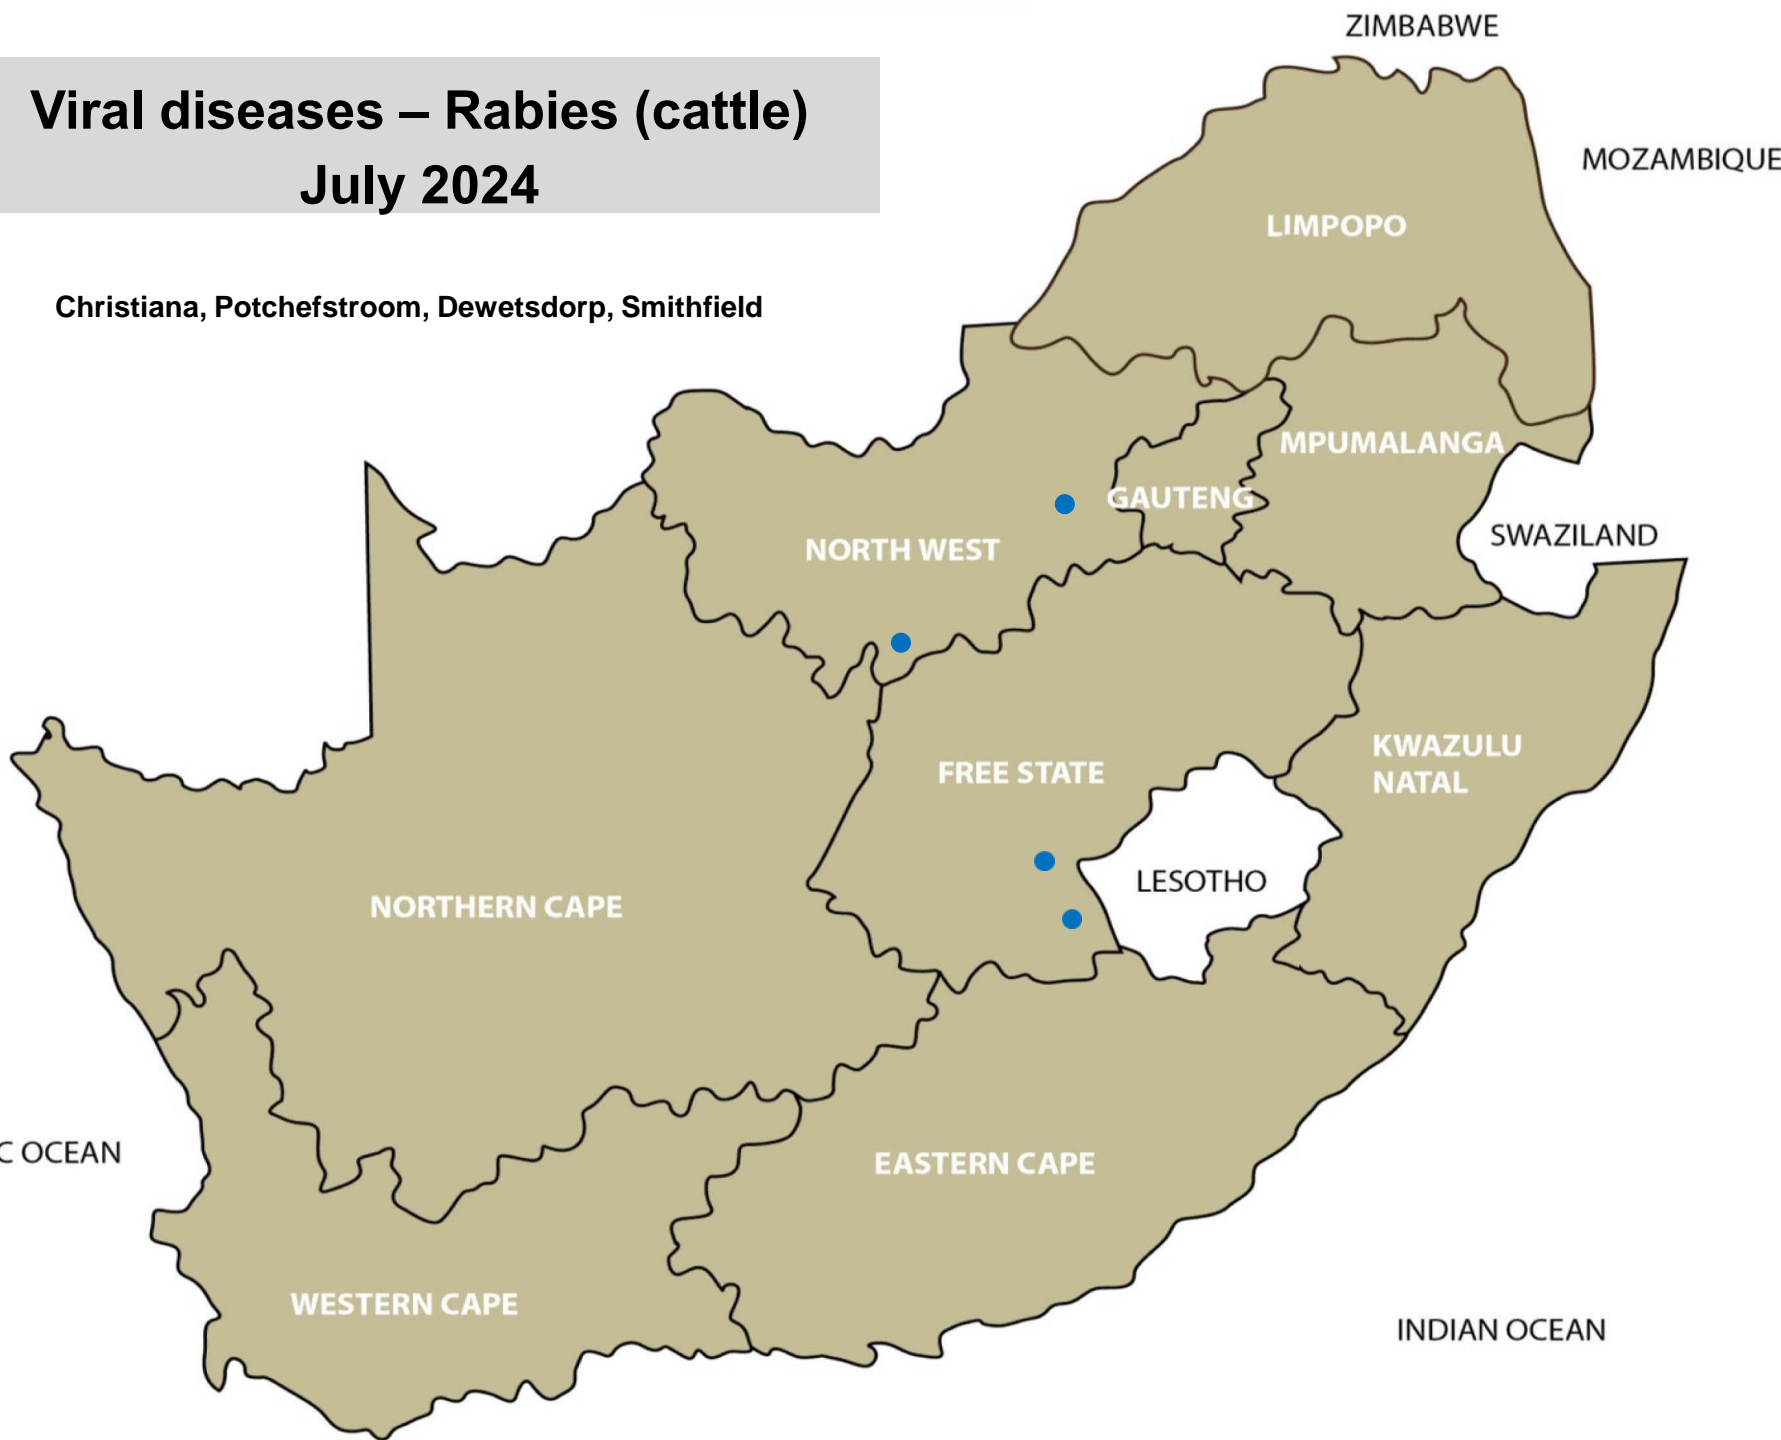 ZIMBABWE
Viral diseases – Rabies (cattle)
July 2024
MOZAMBIQUE
LIMPOPO
Christiana, Potchefstroom, Dewetsdorp, Smithfield
MPUMALANGA
GAUTENG
SWAZILAND
NORTH WEST
KWAZULU
NATAL
FREE STATE
LESOTHO
NORTHERN CAPE
C OCEAN
EASTERN CAPE
WESTERN CAPE
INDIAN OCEAN